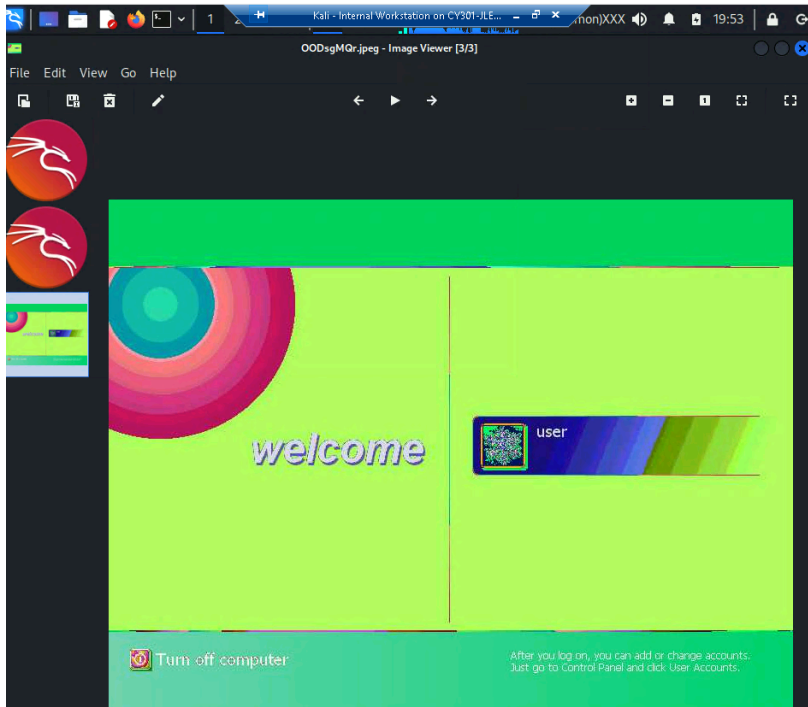 1
Kali - Internal Workstation on CY301-JLE...
mon)XXX
19:53
OODsgMQr.jpeg - Image Viewer [3/3]
File Edit View Go Help
1
welcome
user
Turn off computer
After you log on, you can add or change accounts.
Just go to Control Panel and click User Accounts.